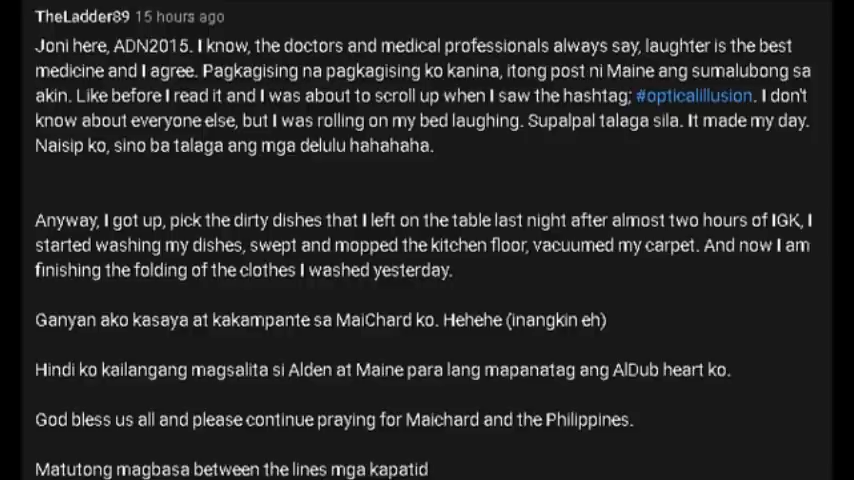 TheLadder89 15 hours ago
Joni here, ADN2015. I know, the doctors and medical professionals always say, laughter is the best
medicine and I agree. Pagkagising na pagkagising ko kanina, itong post ni Maine ang sumalubong sa
akin. Like before I read it and I was about to scroll up when I saw the hashtag; #opticalillusion. I don't
know about everyone else, but I was rolling on my bed laughing. Supalpal talaga sila. It made my day.
Naisip ko, sino ba talaga ang mga delulu hahahaha.
Anyway, I got up, pick the dirty dishes that I left on the table last night after almost two hours of IGK, I
started washing my dishes, swept and mopped the kitchen floor, vacuumed my carpet. And now I am
finishing the folding of the clothes I washed yesterday.
Ganyan ako kasaya at kakampante sa MaiChard ko. Hehehe (inangkin eh)
Hindi ko kailangang magsalita si Alden at Maine para lang mapanatag ang AlDub heart ko.
God bless us all and please continue praying for Maichard and the Philippines.
Matutong magbasa between the lines mga kapatid